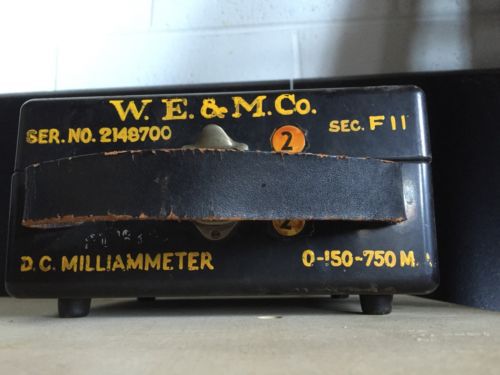 W. E. & M. Co.
SER. NO. 2148700
2
SEC. F 11
2
D.C. MILLIAMMETER
0-150-750 M.